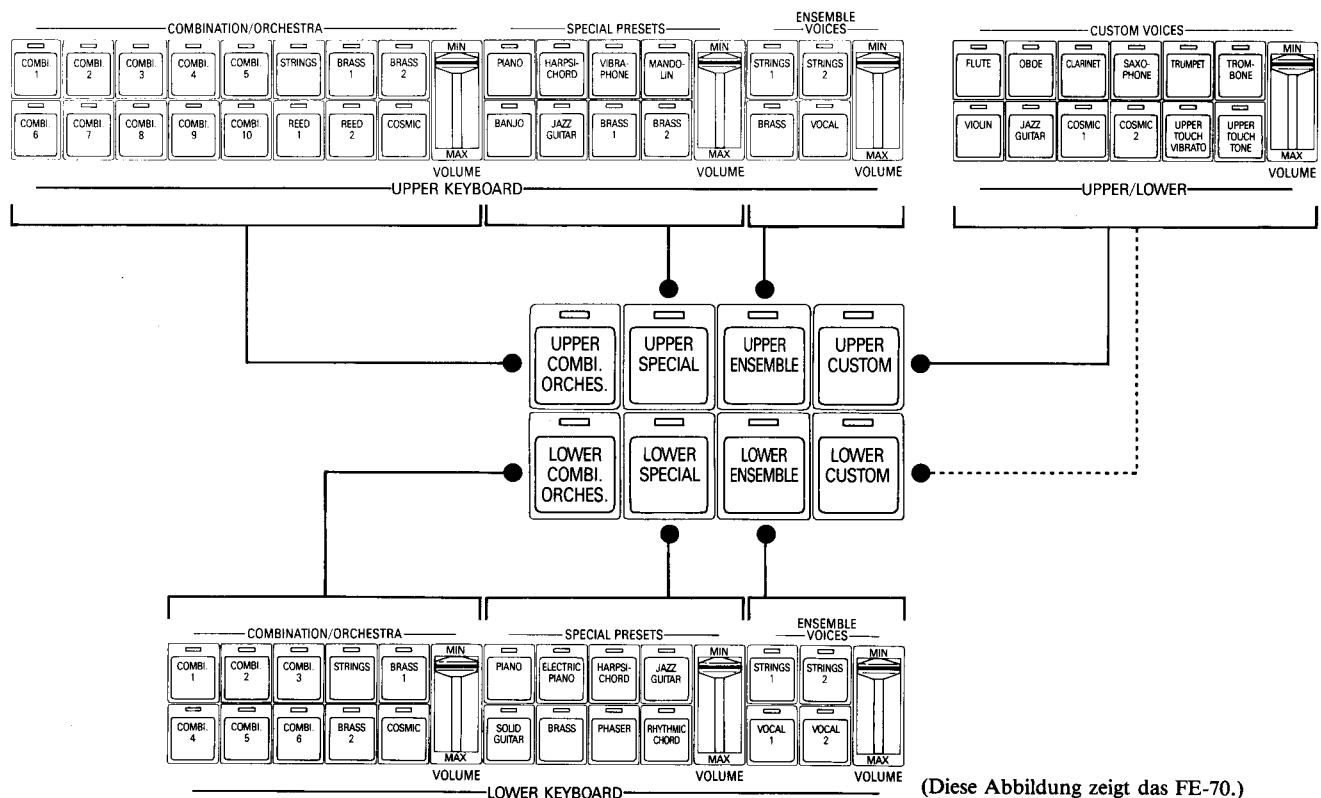 COMBINATION/ORCHESTRA
COMBI. 1 COMBI. 2 COMBI. 3 COMBI. 4 COMBI. 5 STRINGS BRASS 1 BRASS 2 MIN
COMBI. 6 COMBI. 7 COMBI. 8 COMBI. 9 COMBI. 10 REED 1 REED 2 COSMIC MAX
VOLUME
SPECIAL PRESETS
PIANO HARPSI-CHORD VIBRA-PHONE MANDO-LIN MIN
BANJO JAZZ GUITAR BRASS 1 BRASS 2 MAX
VOLUME
ENSEMBLE
VOICES
STRINGS 1 STRINGS 2 MIN
BRASS VOCAL MAX
VOLUME
UPPER KEYBOARD
CUSTOM VOICES
FLUTE OBOE CLARINET SAXO-PHONE TRUMPET TROM-BONE MIN
VIOLIN JAZZ GUITAR COSMIC 1 COSMIC 2 UPPER TOUCH VIBRATO UPPER TOUCH TONE MAX
VOLUME
UPPER/LOWER
UPPER COMBI. ORCHES. UPPER SPECIAL UPPER ENSEMBLE UPPER CUSTOM
LOWER COMBI. ORCHES. LOWER SPECIAL LOWER ENSEMBLE LOWER CUSTOM
COMBINATION/ORCHESTRA
COMBI. 1 COMBI. 2 COMBI. 3 STRINGS BRASS 1 MIN
COMBI. 4 COMBI. 5 COMBI. 6 BRASS 2 COSMIC MAX
VOLUME
SPECIAL PRESETS
PIANO ELECTRIC PIANO HARPSI-CHORD JAZZ GUITAR MIN
SOLID GUITAR BRASS PHASER RHYTHMIC CHORD MAX
VOLUME
ENSEMBLE
VOICES
STRINGS 1 STRINGS 2 MIN
VOCAL 1 VOCAL 2 MAX
VOLUME
LOWER KEYBOARD
(Diese Abbildung zeigt das FE-70.)